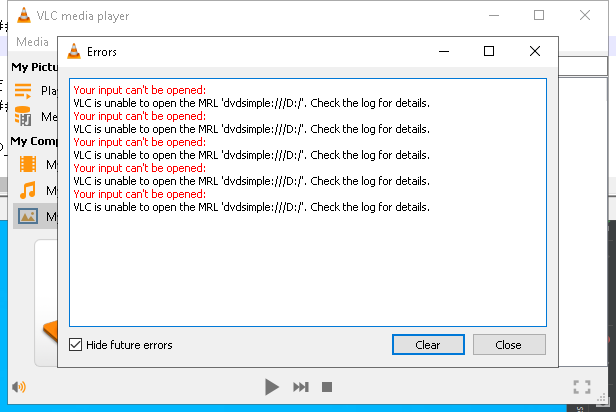 VLC media player
Media
Errors
My Pictu
Your input can't be opened:
VLC is unable to open the MRL 'dvdsimple:///D:/'. Check the log for details.
Your input can't be opened:
VLC is unable to open the MRL 'dvdsimple:///D:/'. Check the log for details.
Your input can't be opened:
VLC is unable to open the MRL 'dvdsimple:///D:/'. Check the log for details.
Your input can't be opened:
VLC is unable to open the MRL 'dvdsimple:///D:/'. Check the log for details.
Your input can't be opened:
VLC is unable to open the MRL 'dvdsimple:///D:/'. Check the log for details.
Pla
Me
My Comp
My
My
My
Hide future errors
Clear
Close